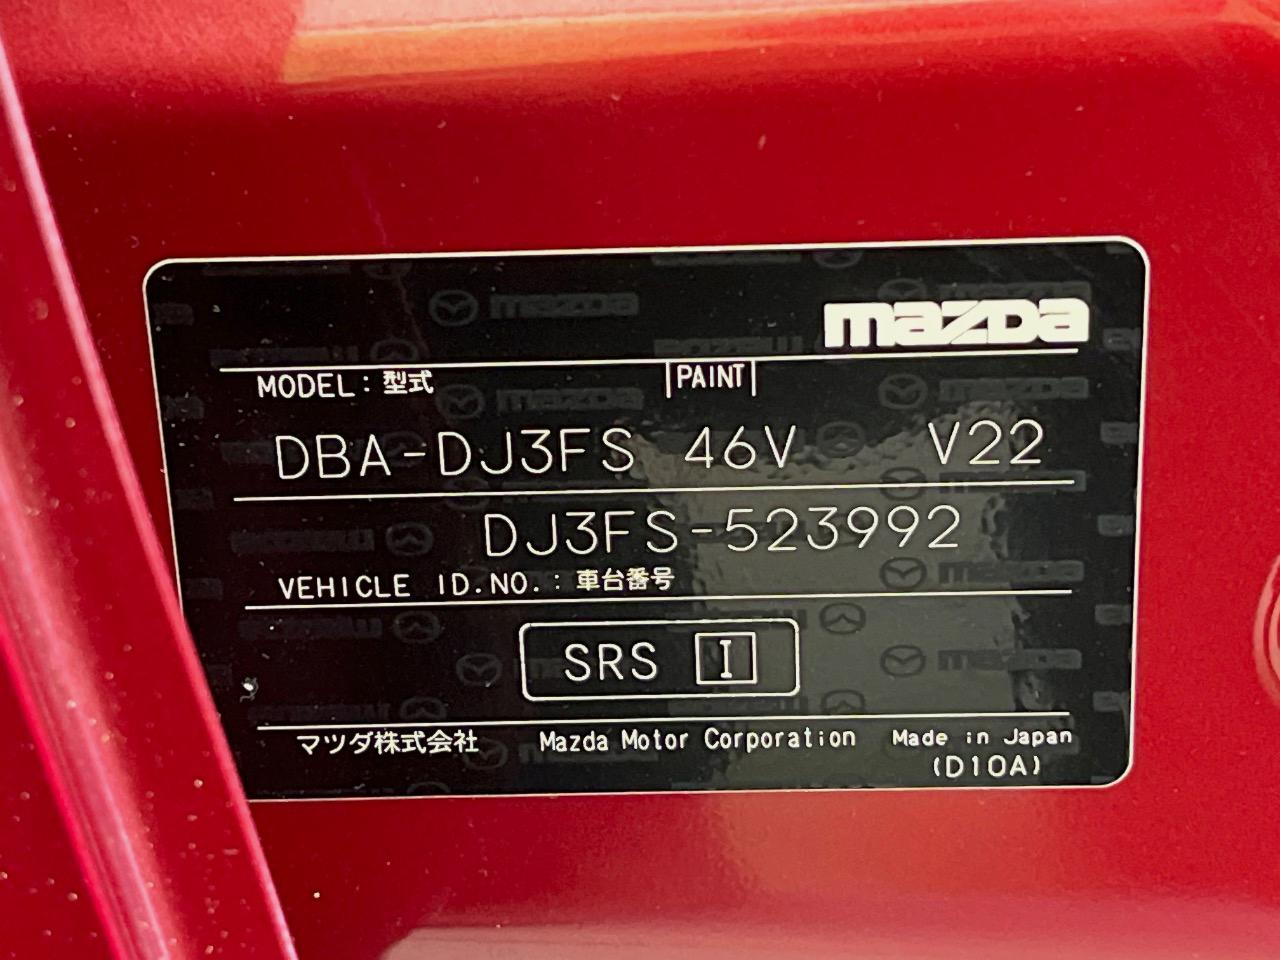 mazda
MODEL: 型式 |PAINT|
DBA-DJ3FS 46V V22
DJ3FS-523992
VEHICLE ID.NO.: 車台番号
SRS I
マツダ株式会社 Mazda Motor Corporation Made in Japan
(D10A)